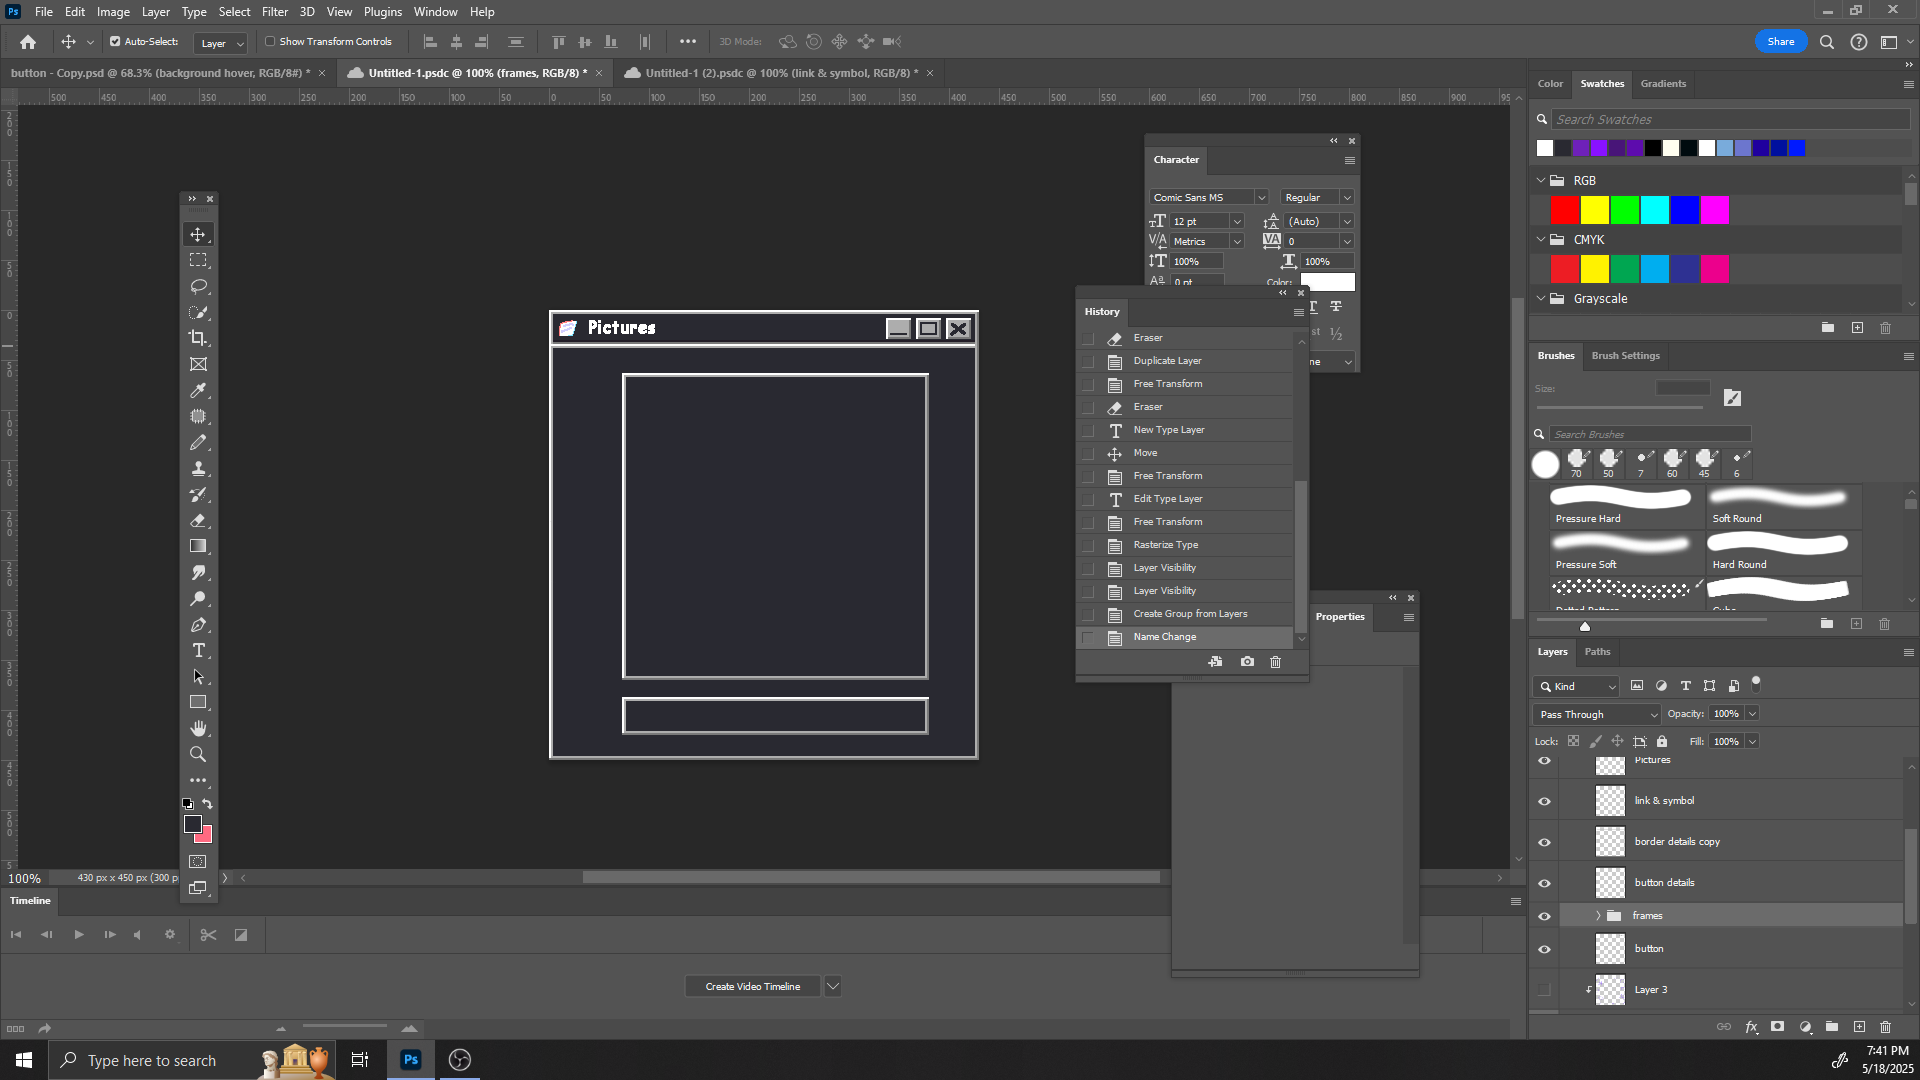 Ps File Edit Image Layer Type Select Filter 3D View Plugins Window Help
Auto-Select: Layer Show Transform Controls 3D Mode: Share
button - Copy.psd @ 68.3% (background hover, RGB/8#) *
Untitled-1.psdc @ 100% (frames, RGB/8) *
Untitled-1 (2).psdc @ 100% (link & symbol, RGB/8) *
500 450 400 350 300 250 200 150 100 50 0 50 100 150 200 250 300 350 400 450 500 550 600 650 700 750 800 850 900
Pictures
Character
Comic Sans MS Regular
12 pt (Auto)
Metrics 0
100% 100%
0 pt Color:
History
Eraser
Duplicate Layer
Free Transform
Eraser
New Type Layer
Move
Free Transform
Edit Type Layer
Free Transform
Rasterize Type
Layer Visibility
Layer Visibility
Create Group from Layers
Name Change
Properties
Color Swatches Gradients
Search Swatches
RGB
CMYK
Grayscale
Brushes Brush Settings
Size:
Search Brushes
70 50 7 60 45 6
Pressure Hard Soft Round
Pressure Soft Hard Round
Layers Paths
Kind
Pass Through Opacity: 100%
Lock: Fill: 100%
Pictures
link & symbol
border details copy
button details
frames
button
Layer 3
100% 430 px x 450 px (300 p
Timeline
Create Video Timeline
Type here to search
Ps
7:41 PM
5/18/2025